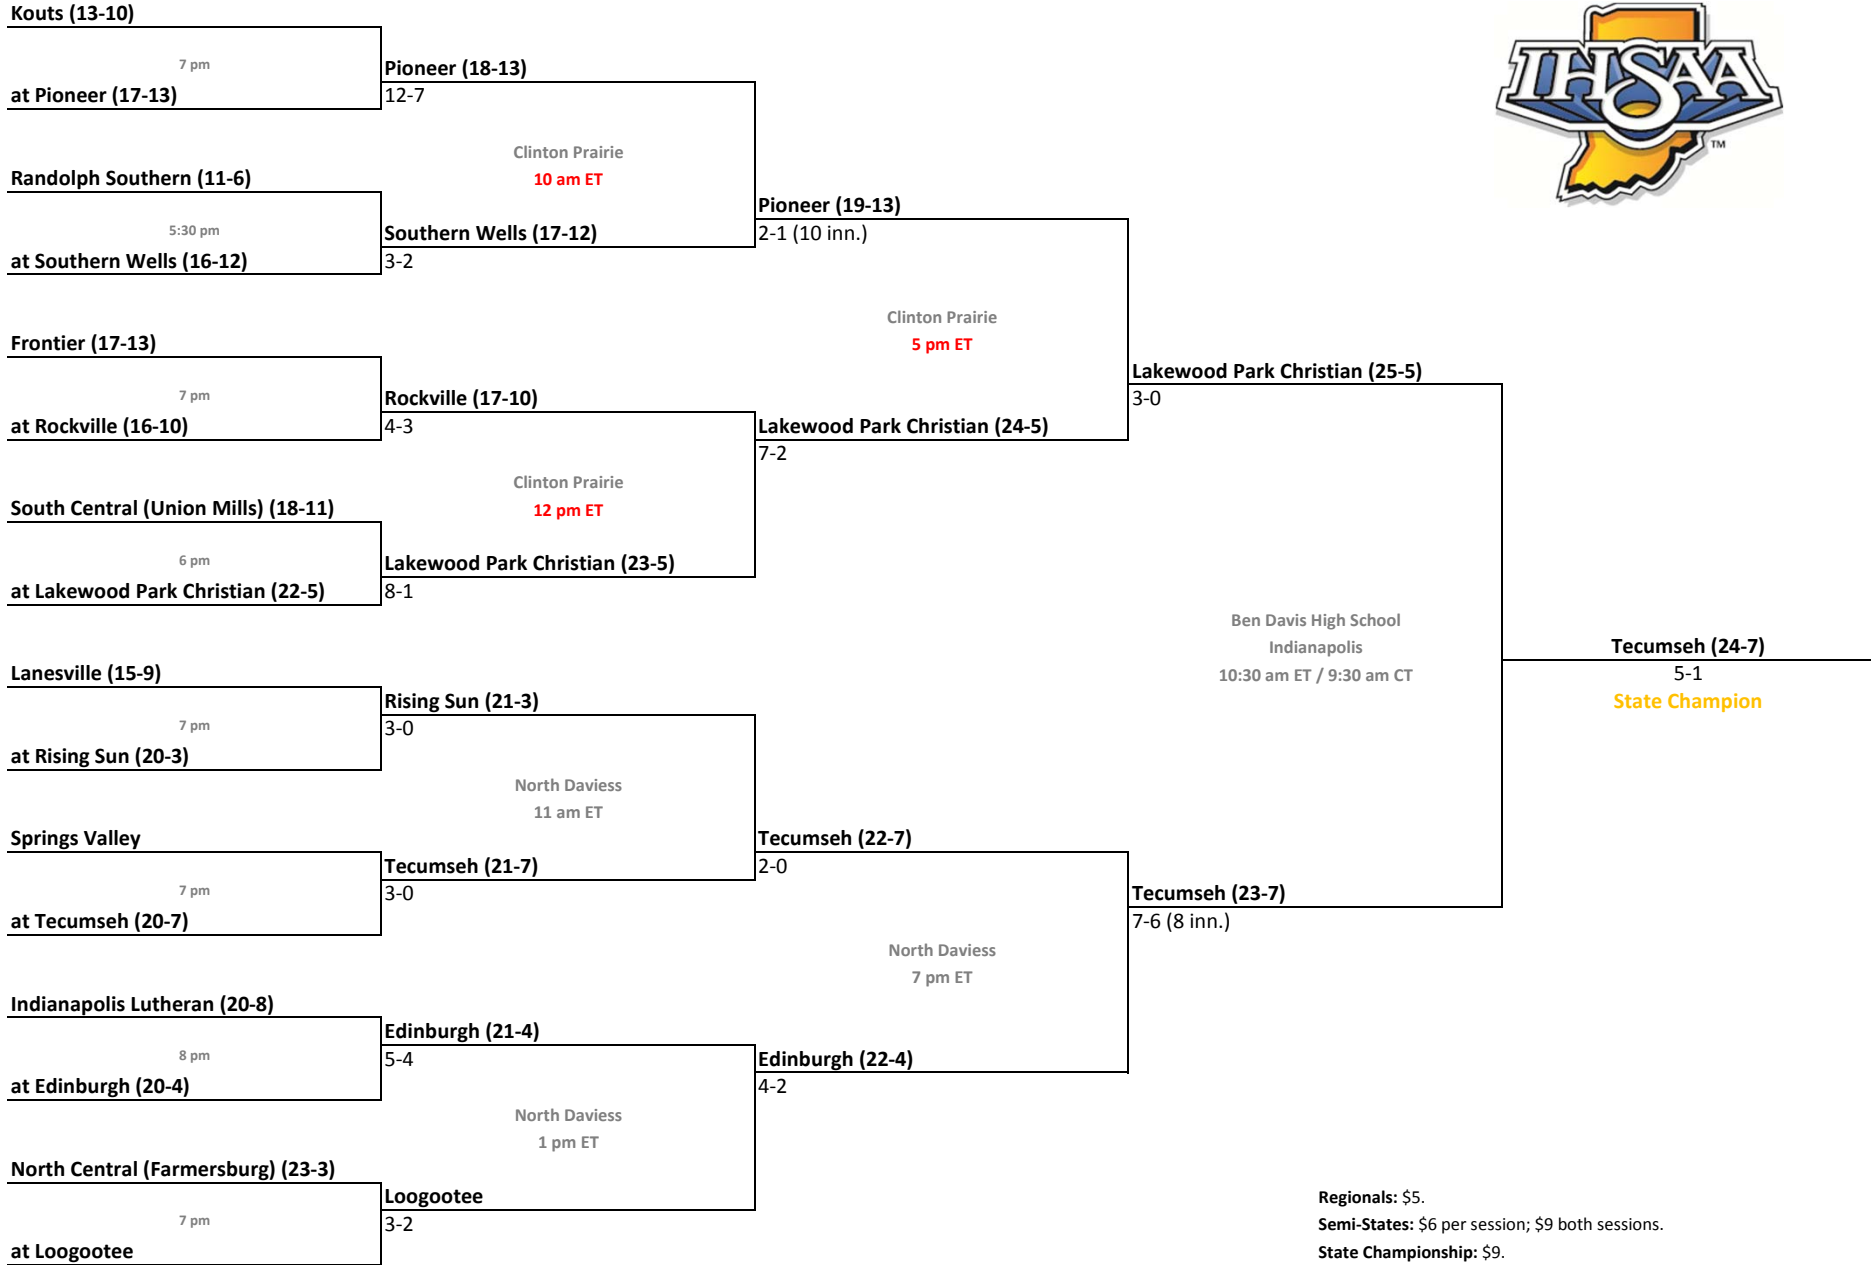 Kouts (13-10)
7 pm
at Pioneer (17-13)
Pioneer (18-13)
12-7
Clinton Prairie
10 am ET
Randolph Southern (11-6)
5:30 pm
at Southern Wells (16-12)
Southern Wells (17-12)
3-2
Pioneer (19-13)
2-1 (10 inn.)
Clinton Prairie
5 pm ET
Frontier (17-13)
7 pm
at Rockville (16-10)
Rockville (17-10)
4-3
Clinton Prairie
12 pm ET
South Central (Union Mills) (18-11)
6 pm
at Lakewood Park Christian (22-5)
Lakewood Park Christian (23-5)
8-1
Lakewood Park Christian (24-5)
7-2
Lakewood Park Christian (25-5)
3-0
Ben Davis High School
Indianapolis
10:30 am ET / 9:30 am CT
Lanesville (15-9)
7 pm
at Rising Sun (20-3)
Rising Sun (21-3)
3-0
North Daviess
11 am ET
Springs Valley
7 pm
at Tecumseh (20-7)
Tecumseh (21-7)
3-0
Tecumseh (22-7)
2-0
North Daviess
7 pm ET
Indianapolis Lutheran (20-8)
8 pm
at Edinburgh (20-4)
Edinburgh (21-4)
5-4
North Daviess
1 pm ET
North Central (Farmersburg) (23-3)
7 pm
at Loogootee
Loogootee
3-2
Edinburgh (22-4)
4-2
Tecumseh (23-7)
7-6 (8 inn.)
Tecumseh (24-7)
5-1
State Champion
IHSAA
TM
Regionals: $5.
Semi-States: $6 per session; $9 both sessions.
State Championship: $9.